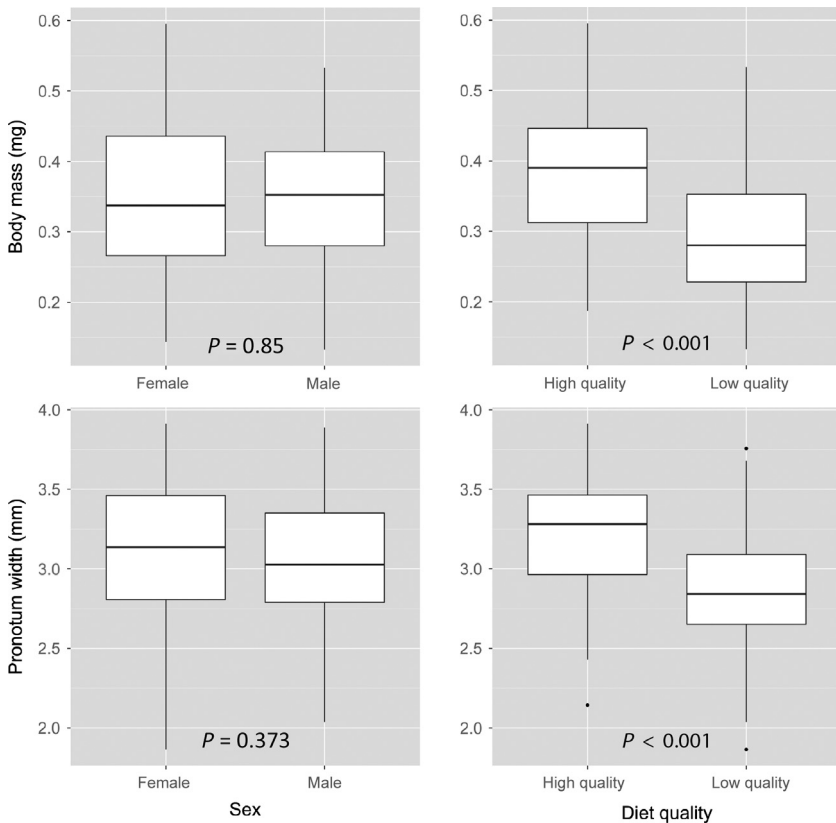 Body mass (mg)
0.6
0.5
0.4
0.3
0.2
P = 0.85
Female
Male
0.6
0.5
0.4
0.3
0.2
P < 0.001
High quality
Low quality
Pronotum width (mm)
4.0
3.5
3.0
2.5
2.0
P = 0.373
Female
Male
Sex
4.0
3.5
3.0
2.5
2.0
P < 0.001
High quality
Low quality
Diet quality